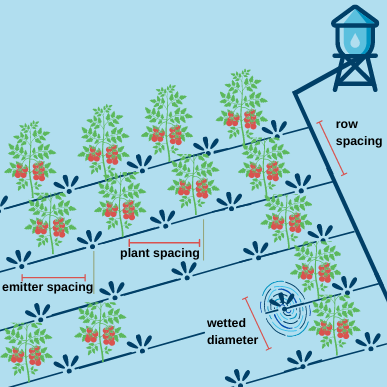 row
spacing
plant spacing
emitter spacing
wetted
diameter